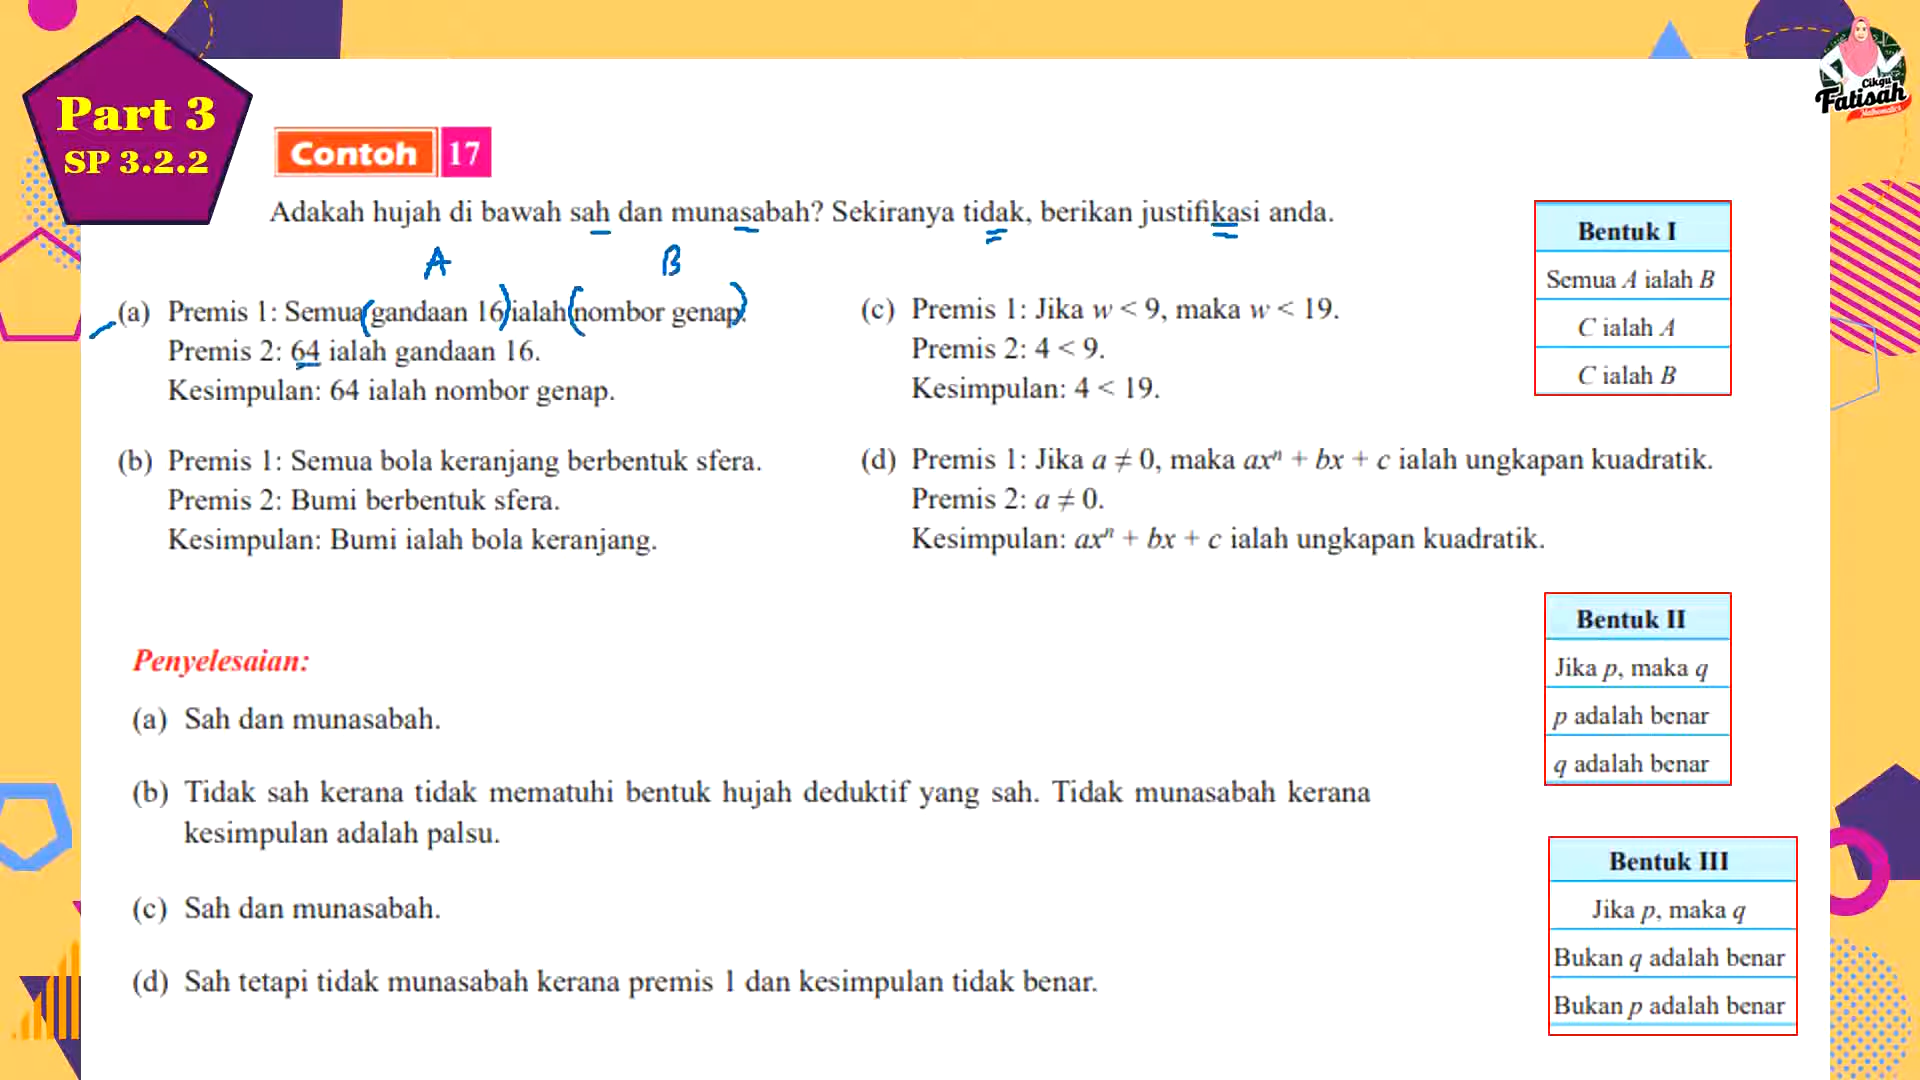 Part 3
SP 3.2.2
Cikgu
Fatisah
Mathematics
Contoh 17
Adakah hujah di bawah sah dan munasabah? Sekiranya tidak, berikan justifikasi anda.
A B
(a) Premis 1: Semua (gandaan 16) ialah (nombor genap).
Premis 2: 64 ialah gandaan 16.
Kesimpulan: 64 ialah nombor genap.
(b) Premis 1: Semua bola keranjang berbentuk sfera.
Premis 2: Bumi berbentuk sfera.
Kesimpulan: Bumi ialah bola keranjang.
(c) Premis 1: Jika w < 9, maka w < 19.
Premis 2: 4 < 9.
Kesimpulan: 4 < 19.
(d) Premis 1: Jika a ≠ 0, maka axⁿ + bx + c ialah ungkapan kuadratik.
Premis 2: a ≠ 0.
Kesimpulan: axⁿ + bx + c ialah ungkapan kuadratik.
Bentuk I
Semua A ialah B
C ialah A
C ialah B
Penyelesaian:
(a) Sah dan munasabah.
(b) Tidak sah kerana tidak mematuhi bentuk hujah deduktif yang sah. Tidak munasabah kerana
kesimpulan adalah palsu.
(c) Sah dan munasabah.
(d) Sah tetapi tidak munasabah kerana premis 1 dan kesimpulan tidak benar.
Bentuk II
Jika p, maka q
p adalah benar
q adalah benar
Bentuk III
Jika p, maka q
Bukan q adalah benar
Bukan p adalah benar